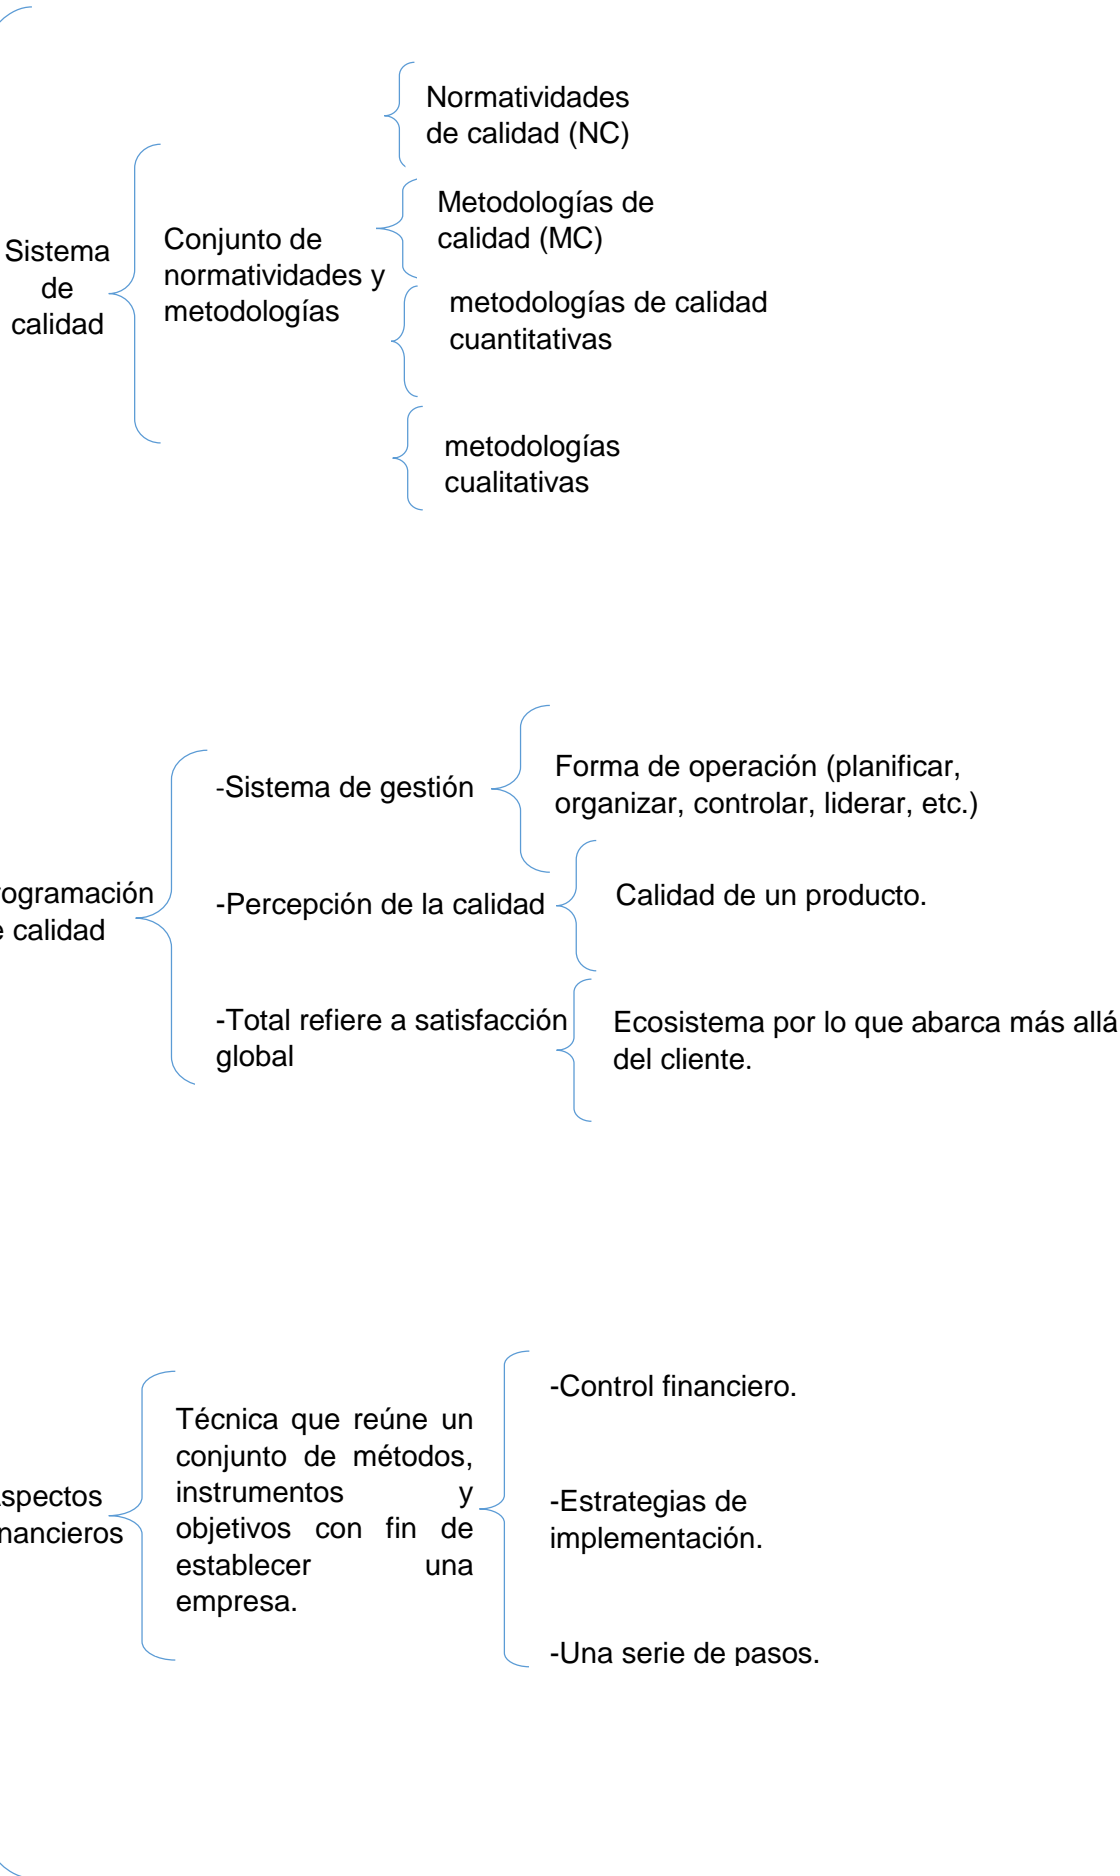 Normatividades
de calidad (NC)
Metodologías de
calidad (MC)
Sistema
de
calidad
Conjunto de
normatividades y
metodologías
metodologías de calidad
cuantitativas
metodologías
cualitativas
rogramación
e calidad
-Sistema de gestión
Forma de operación (planificar,
organizar, controlar, liderar, etc.)
-Percepción de la calidad
Calidad de un producto.
-Total refiere a satisfacción
global
Ecosistema por lo que abarca más allá
del cliente.
spectos
nancieros
Técnica que reúne un
conjunto de métodos,
instrumentos y
objetivos con fin de
establecer una
empresa.
-Control financiero.
-Estrategias de
implementación.
-Una serie de pasos.